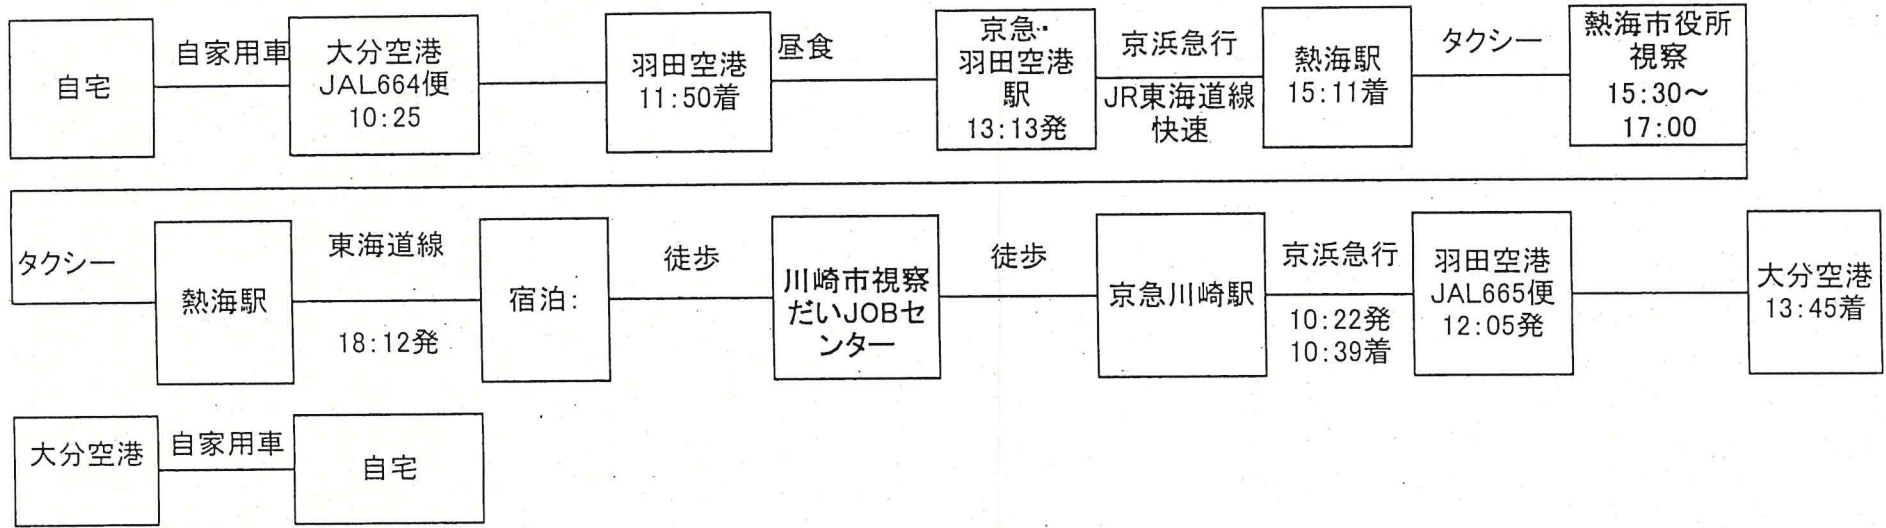 自宅
自家用車
大分空港
JAL664便
10:25
羽田空港
11:50着
昼食
京急・
羽田空港
駅
13:13発
京浜急行
JR東海道線
快速
熱海駅
15:11着
タクシー
熱海市役所
視察
15:30～
17:00
タクシー
熱海駅
東海道線
18:12発
宿泊:
徒歩
川崎市視察
だいJOBセ
ンター
徒歩
京急川崎駅
京浜急行
10:22発
10:39着
羽田空港
JAL665便
12:05発
大分空港
13:45着
大分空港
自家用車
自宅